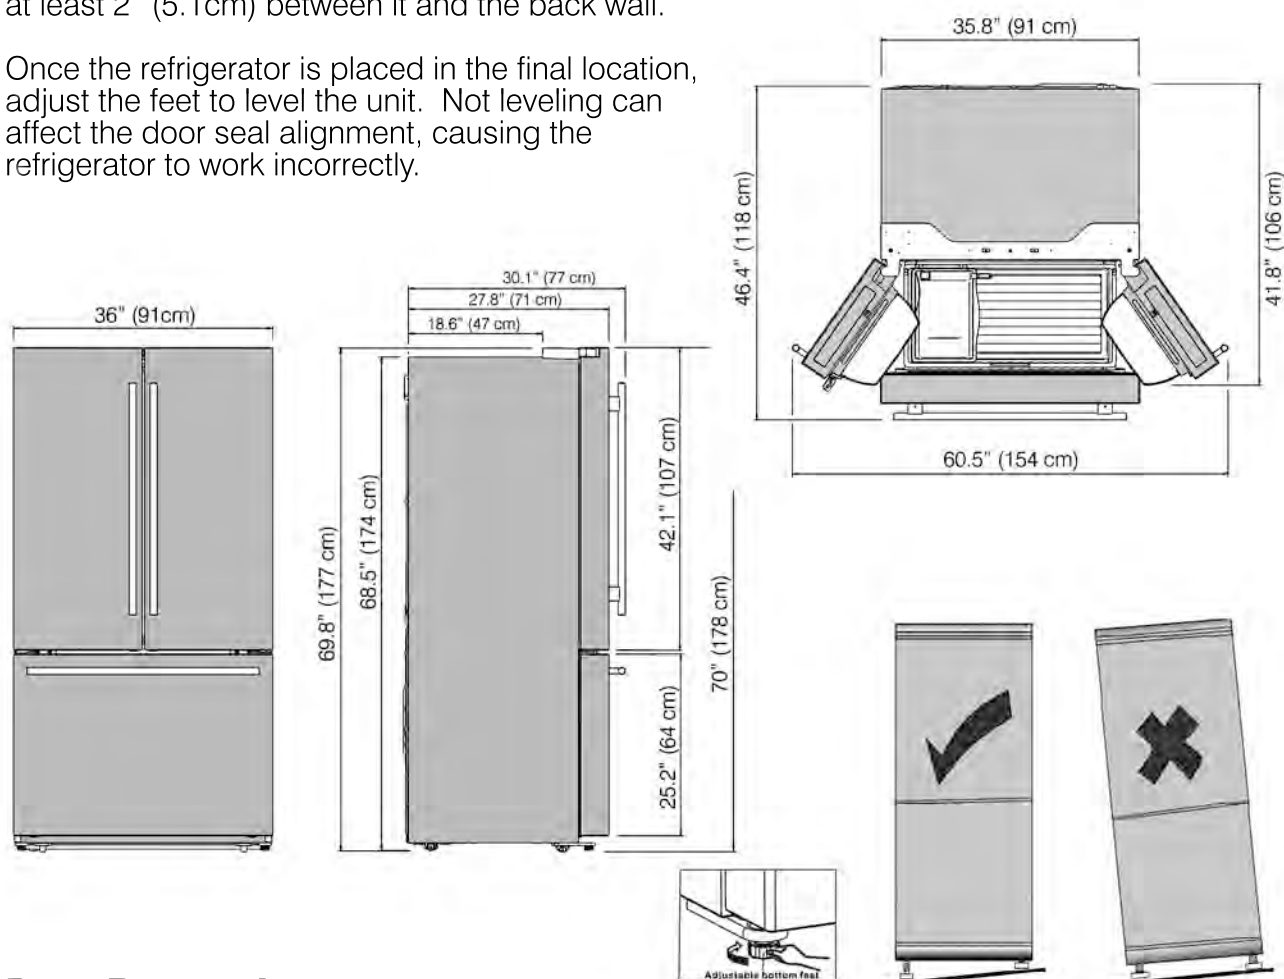 at least 2" (5.1cm) between it and the back wall.
Once the refrigerator is placed in the final location,
adjust the feet to level the unit. Not leveling can
affect the door seal alignment, causing the
refrigerator to work incorrectly.
35.8" (91 cm)
46.4" (118 cm)
41.8" (106 cm)
60.5" (154 cm)
36" (91cm)
30.1" (77 cm)
27.8" (71 cm)
18.6" (47 cm)
69.8" (177 cm)
68.5" (174 cm)
42.1" (107 cm)
25.2" (64 cm)
70" (178 cm)
Adjustable bottom feet